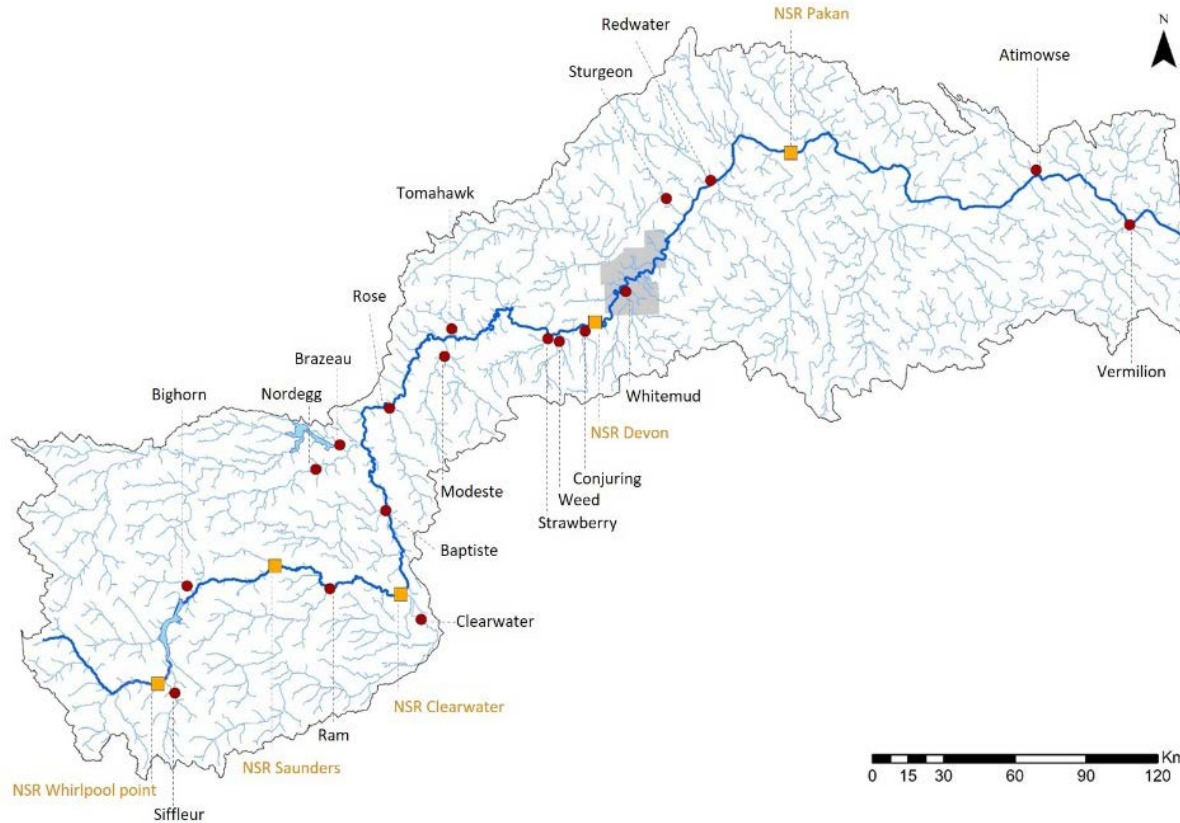 NSR Pakan
N
Redwater
Atimowse
Sturgeon
Tomahawk
Rose
Brazeau
Bighorn
Nordegg
Whitemud
Vermilion
NSR Devon
Conjuring
Modeste
Weed
Strawberry
Baptiste
Clearwater
NSR Clearwater
Ram
NSR Saunders
NSR Whirlpool point
Siffleur
Km
0 15 30 60 90 120